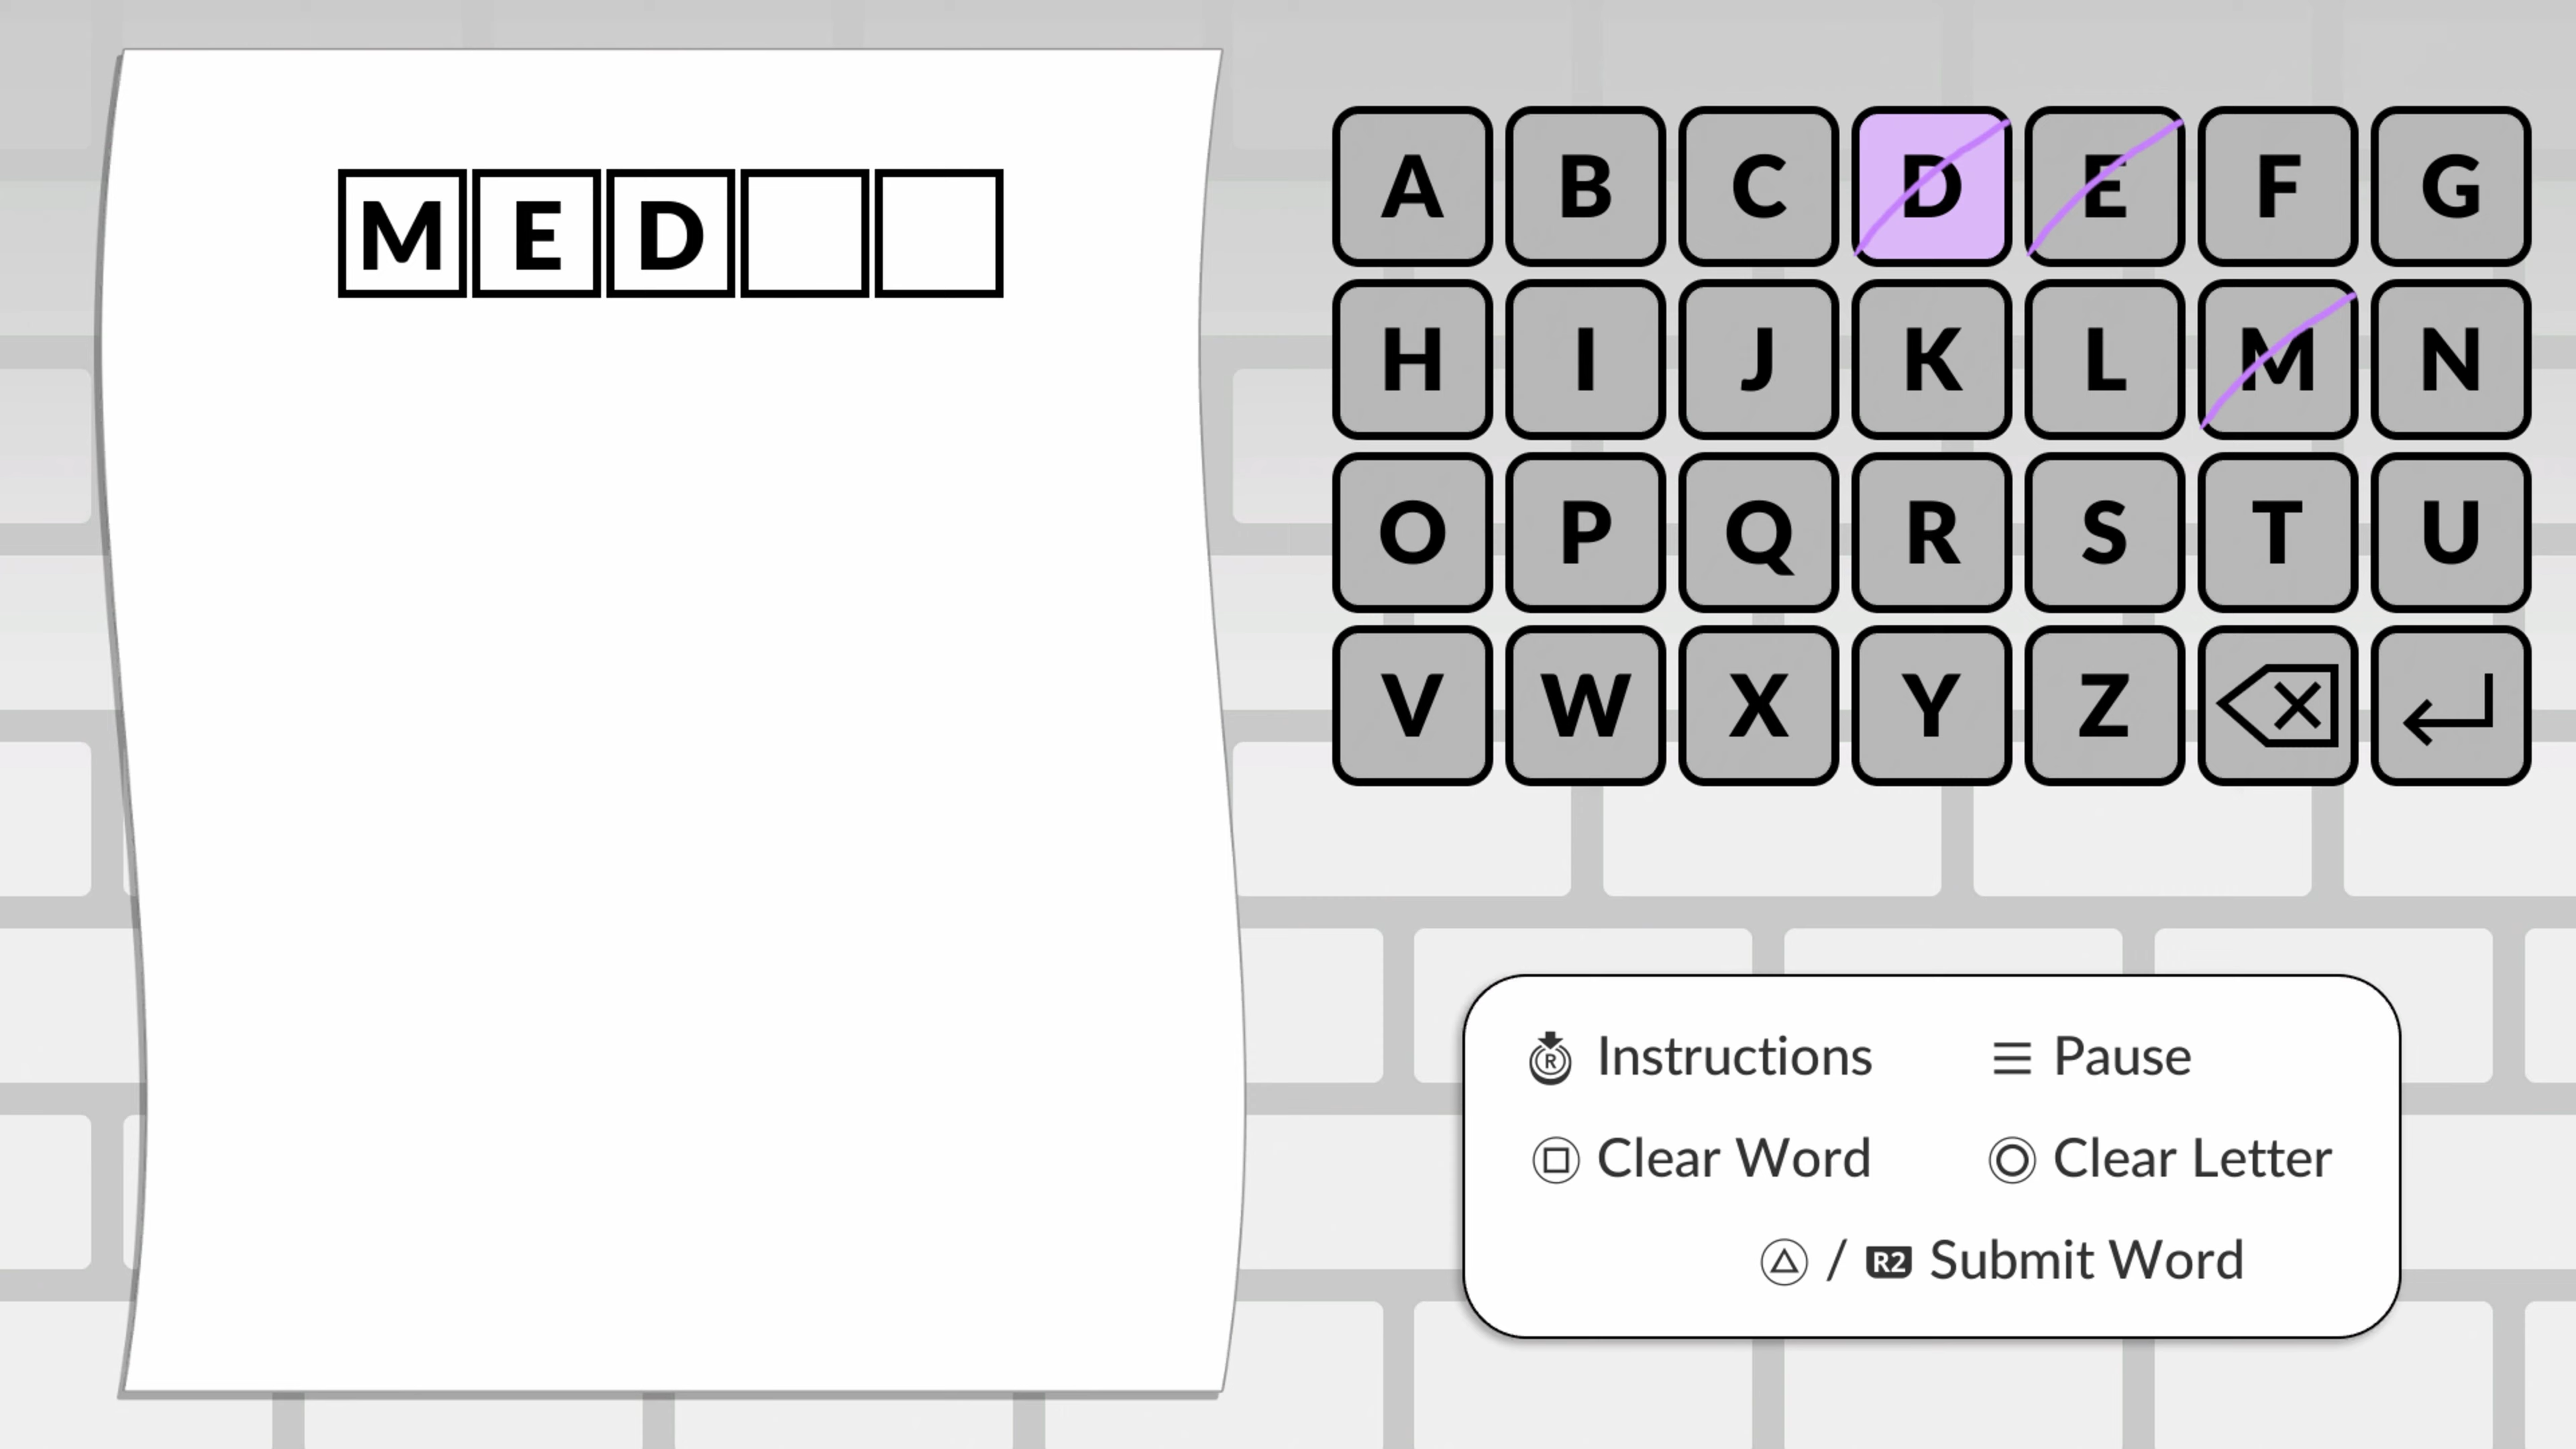 MED
A B C D E F G
H I J K L M N
O P Q R S T U
V W X Y Z
R Instructions
Pause
Clear Word
Clear Letter
/ R2 Submit Word